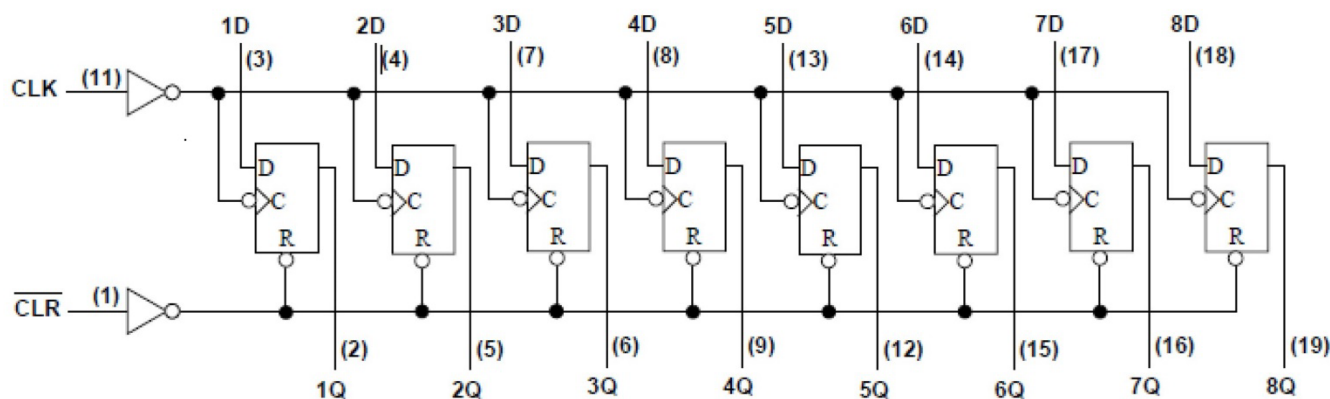 1D 2D 3D 4D 5D 6D 7D 8D
(3) (4) (7) (8) (13) (14) (17) (18)
CLK (11)
D D D D D D D D
C C C C C C C C
R R R R R R R R
CLR (1)
(2) (5) (6) (9) (12) (15) (16) (19)
1Q 2Q 3Q 4Q 5Q 6Q 7Q 8Q